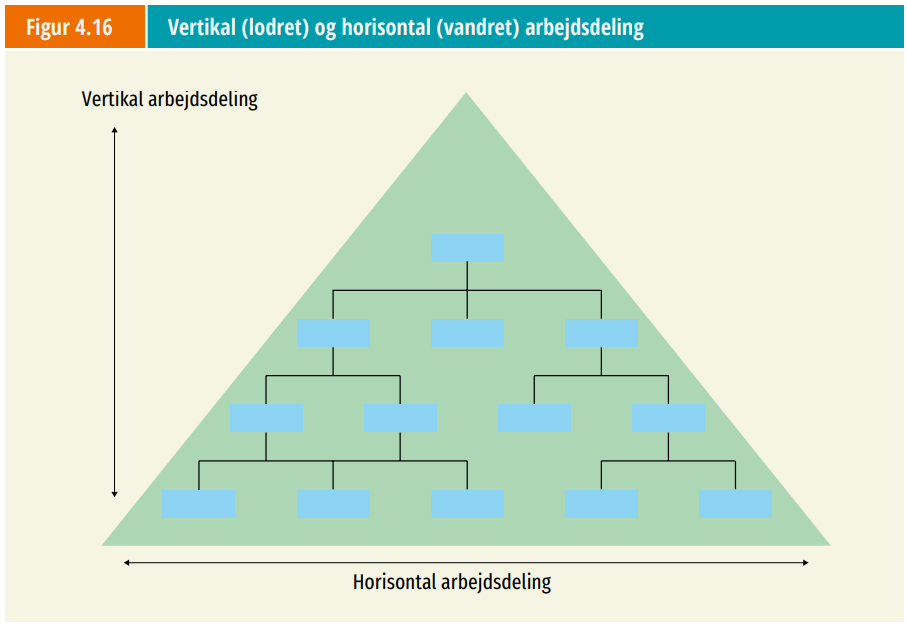 Figur 4.16
Vertikal (lodret) og horisontal (vandret) arbejdsdeling
Vertikal arbejdsdeling
Horisontal arbejdsdeling